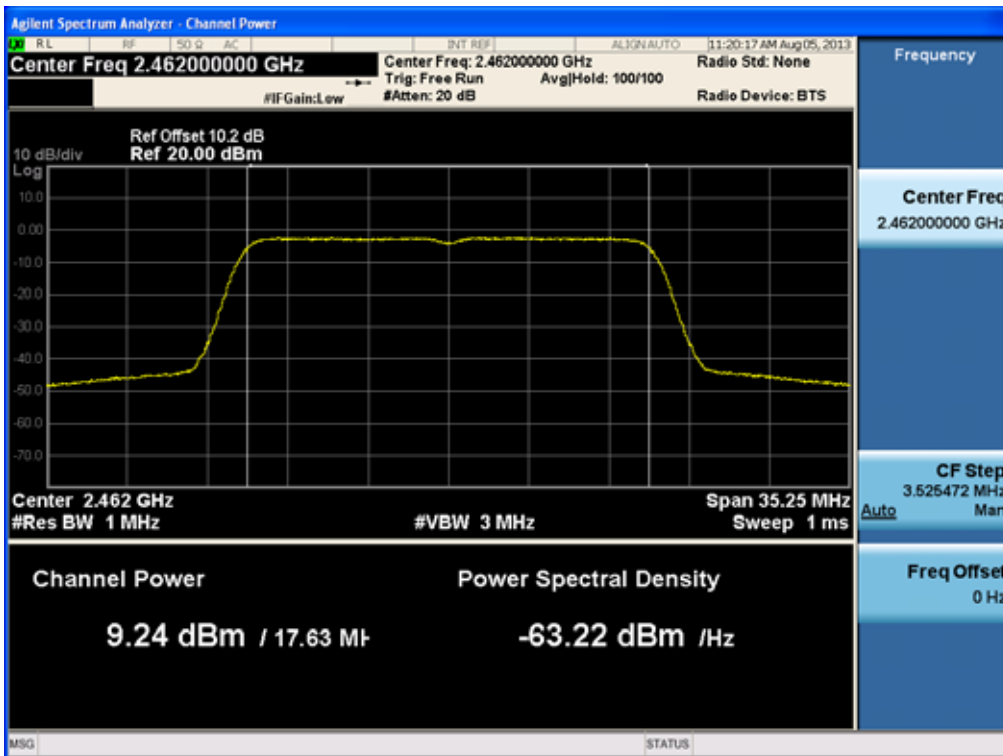 Agilent Spectrum Analyzer - Channel Power
RL RF 50 Ω AC INT REF ALIGN AUTO 11:20:17 AM Aug 05, 2013
Center Freq 2.462000000 GHz
Center Freq: 2.462000000 GHz
Radio Std: None
Trig: Free Run Avg|Hold: 100/100
#IFGain:Low
#Atten: 20 dB
Radio Device: BTS
Ref Offset 10.2 dB
10 dB/div Ref 20.00 dBm
Log
10.0
0.00
-10.0
-20.0
-30.0
-40.0
-50.0
-60.0
-70.0
Center 2.462 GHz
Span 35.25 MHz
#Res BW 1 MHz
#VBW 3 MHz
Sweep 1 ms
Channel Power
Power Spectral Density
9.24 dBm / 17.63 MH
-63.22 dBm /Hz
MSG
STATUS
Frequency
Center Freq
2.462000000 GHz
CF Step
3.525472 MHz
Auto Man
Freq Offset
0 Hz